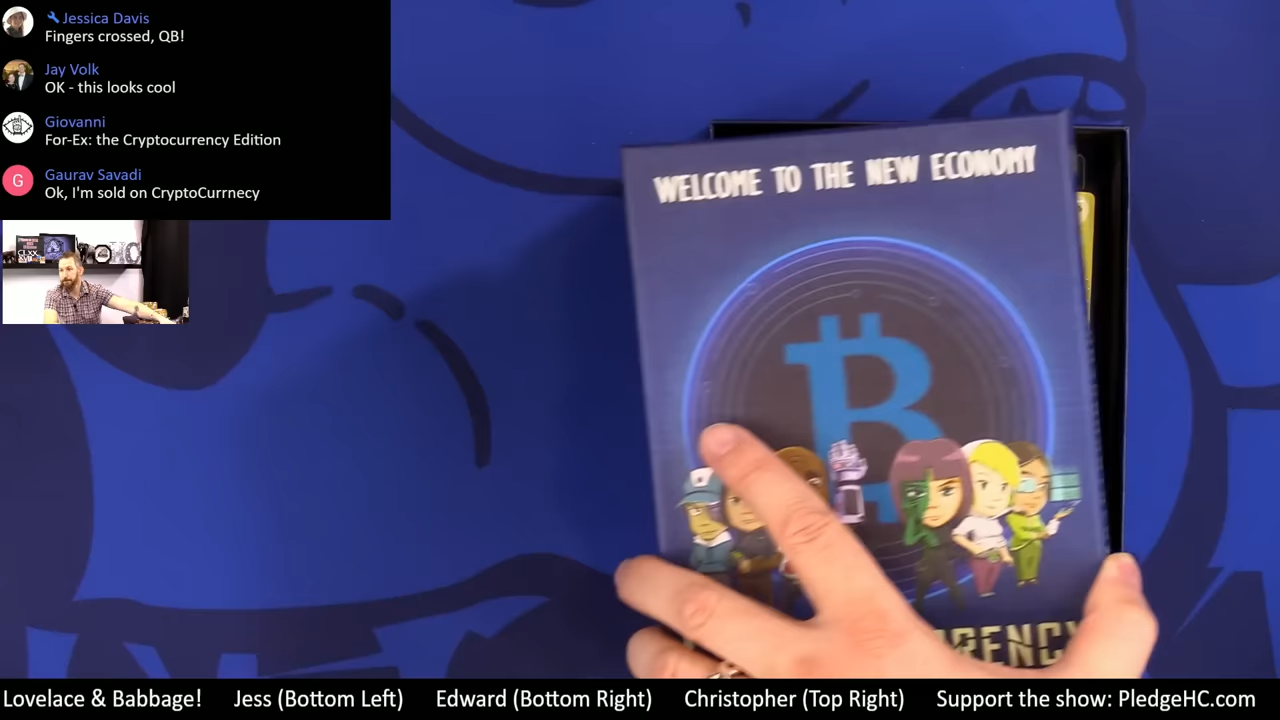 Jessica Davis
Fingers crossed, QB!
Jay Volk
OK - this looks cool
Giovanni
For-Ex: the Cryptocurrency Edition
G
Gaurav Savadi
Ok, I'm sold on CryptoCurrnecy
WELCOME TO THE NEW ECONOMY
Lovelace & Babbage! Jess (Bottom Left) Edward (Bottom Right) Christopher (Top Right) Support the show: PledgeHC.com